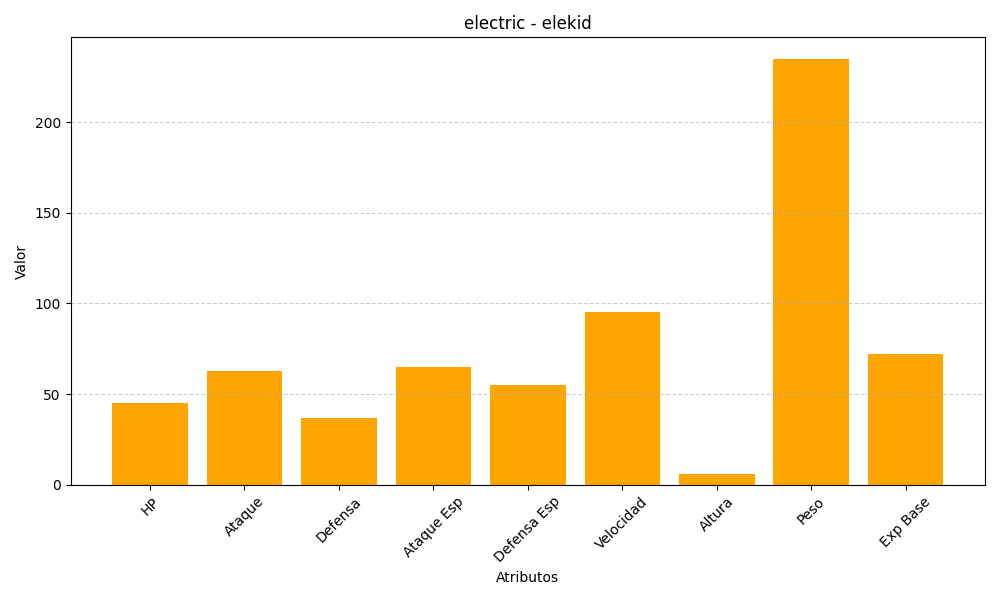 electric - elekid
Valor
200
150
100
50
0
HP
Ataque
Defensa
Ataque Esp
Defensa Esp
Velocidad
Altura
Peso
Exp Base
Atributos